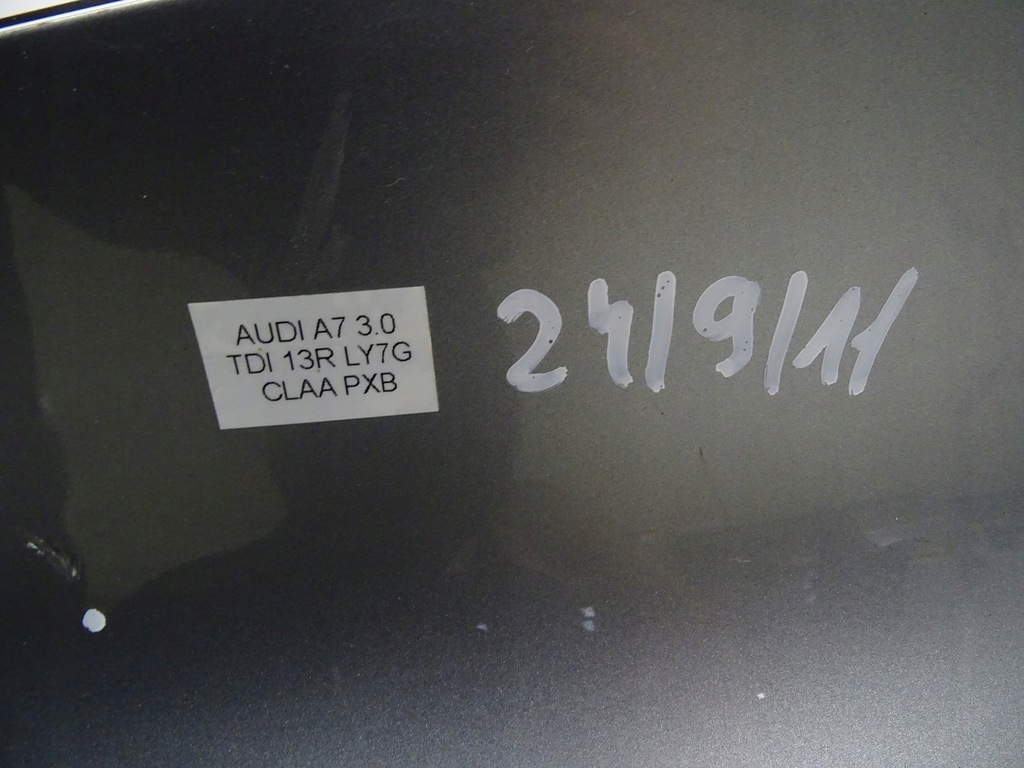 AUDI A7 3.0
TDI 13R LY7G
CLAA PXB
24/9/11